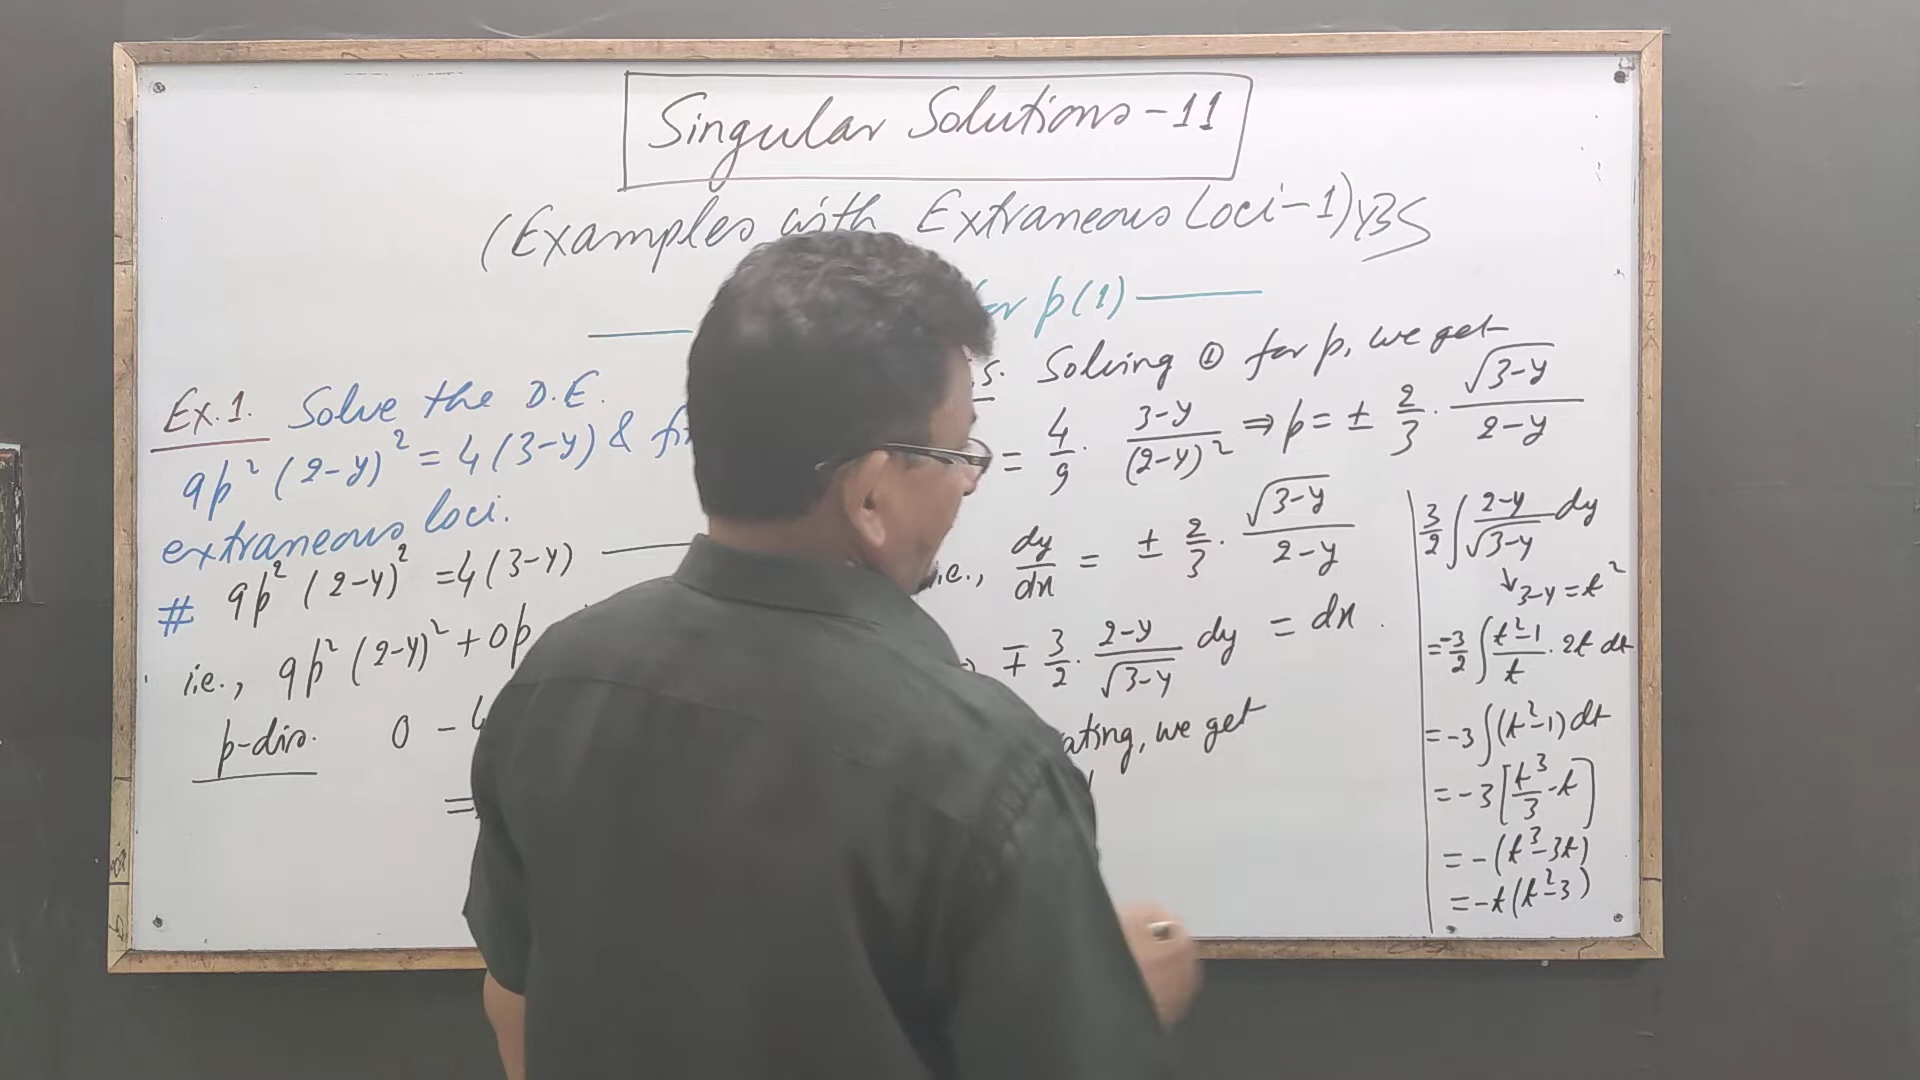 Singular Solutions-11
(Examples with Extraneous Loci-1) YBS
for p(1)
Ex.1. Solve the D.E.
9p² (2-y)² = 4(3-y) &
extraneous loci.
# 9p² (2-y)² = 4(3-y)
i.e., 9p² (2-y)² + 0p
p-dis. 0 -
=
s. Solving ① for p, we get
= 4/9 · (3-y)/(2-y)² ⇒ p = ± 2/3 · √(3-y)/(2-y)
i.e., dy/dx = ± 2/3 · √(3-y)/(2-y)
∓ 3/2 · (2-y)/√(3-y) dy = dx.
ating, we get
3/2 ∫ (2-y)/√(3-y) dy
↓ 3-y = t²
= -3/2 ∫ (t²-1)/t · 2t dt
= -3 ∫ (t²-1) dt
= -3 [t³/3 - t]
= -(t³-3t)
= -t(t²-3)